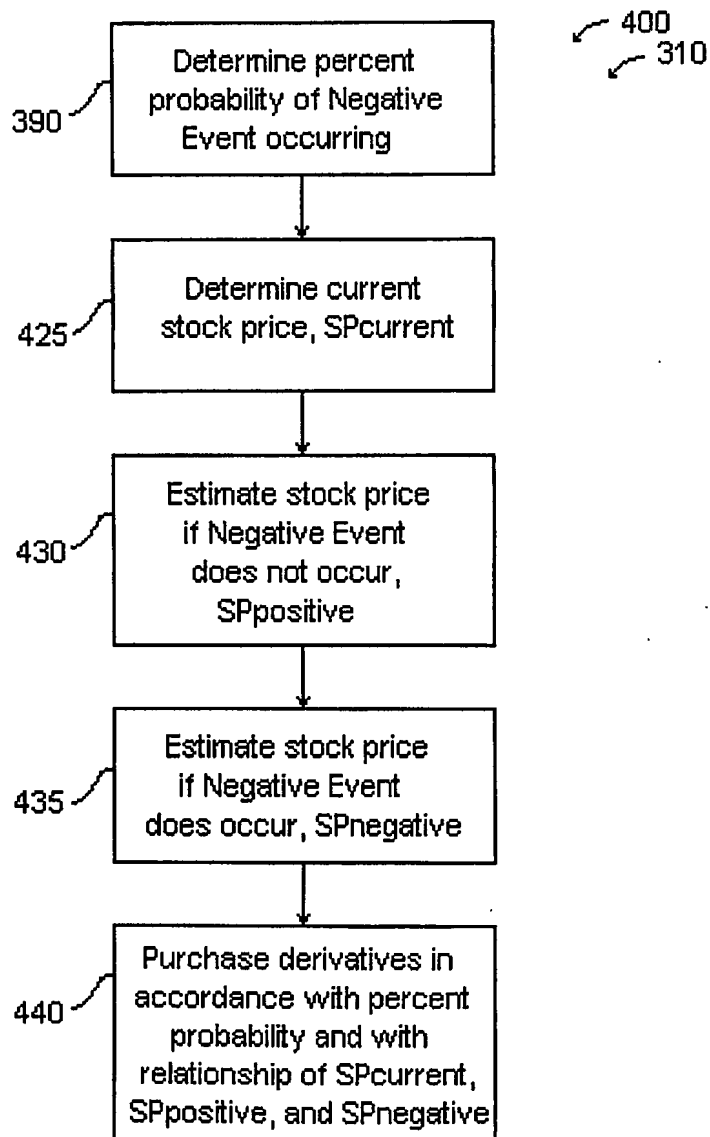 400
310
Determine percent
probability of Negative
Event occurring
390
Determine current
stock price, SPcurrent
425
Estimate stock price
if Negative Event
does not occur,
SPpositive
430
Estimate stock price
if Negative Event
does occur, SPnegative
435
Purchase derivatives in
accordance with percent
probability and with
relationship of SPcurrent,
SPpositive, and SPnegative
440